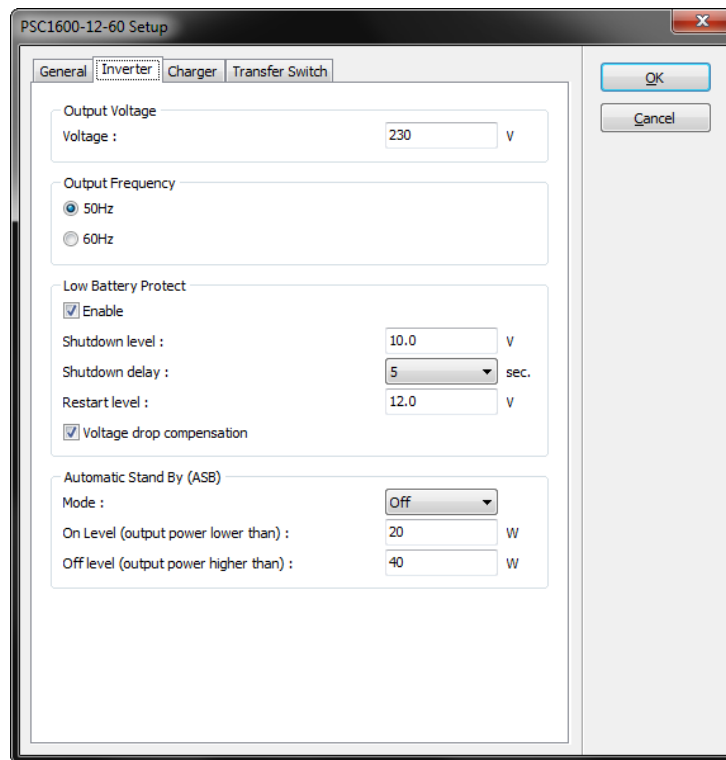 PSC1600-12-60 Setup
General Inverter Charger Transfer Switch
OK
Cancel
Output Voltage
Voltage : 230 V
Output Frequency
50Hz
60Hz
Low Battery Protect
Enable
Shutdown level : 10.0 V
Shutdown delay : 5 sec.
Restart level : 12.0 V
Voltage drop compensation
Automatic Stand By (ASB)
Mode : Off
On Level (output power lower than) : 20 W
Off level (output power higher than) : 40 W